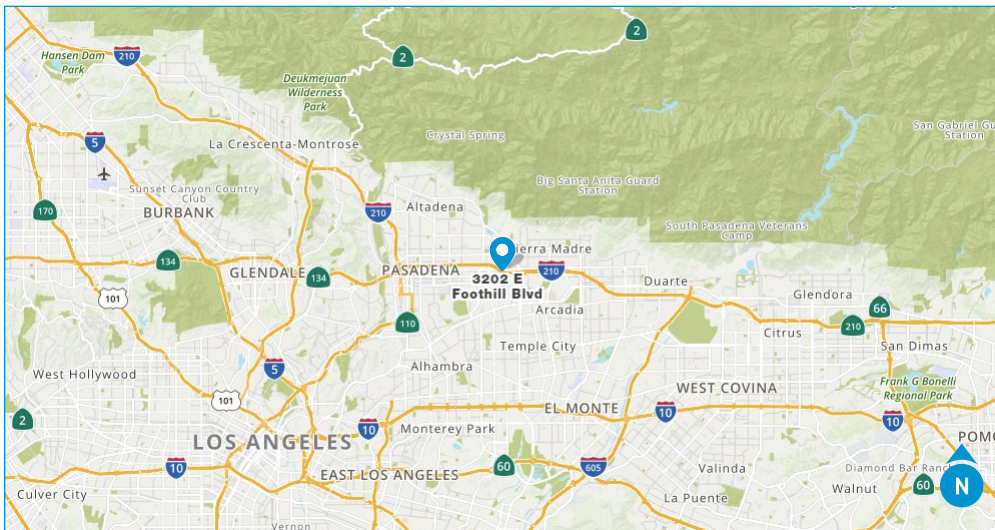 2
2
210
Hansen Dam
Park
Deukmejuan
Wilderness
Park
Crystal Spring
San Gabriel Gu
Station
5
La Crescenta-Montrose
Big Santa Anita Guard
Station
Sunset Canyon Country
Club
170
BURBANK
210
Altadena
South Pasadena Veterans
Camp
ierra Madre
134
GLENDALE
134
PASADENA
210
3202 E
Foothill Blvd
Duarte
Glendora
101
66
Arcadia
110
210
Citrus
Temple City
San Dimas
Alhambra
5
West Hollywood
WEST COVINA
Frank G Bonelli
Regional Park
101
EL MONTE
10
2
10
10
LOS ANGELES
Monterey Park
POMO
10
60
605
EAST LOS ANGELES
Valinda
Diamond Bar Ranc
60
N
Walnut
Culver City
La Puente
Vernon